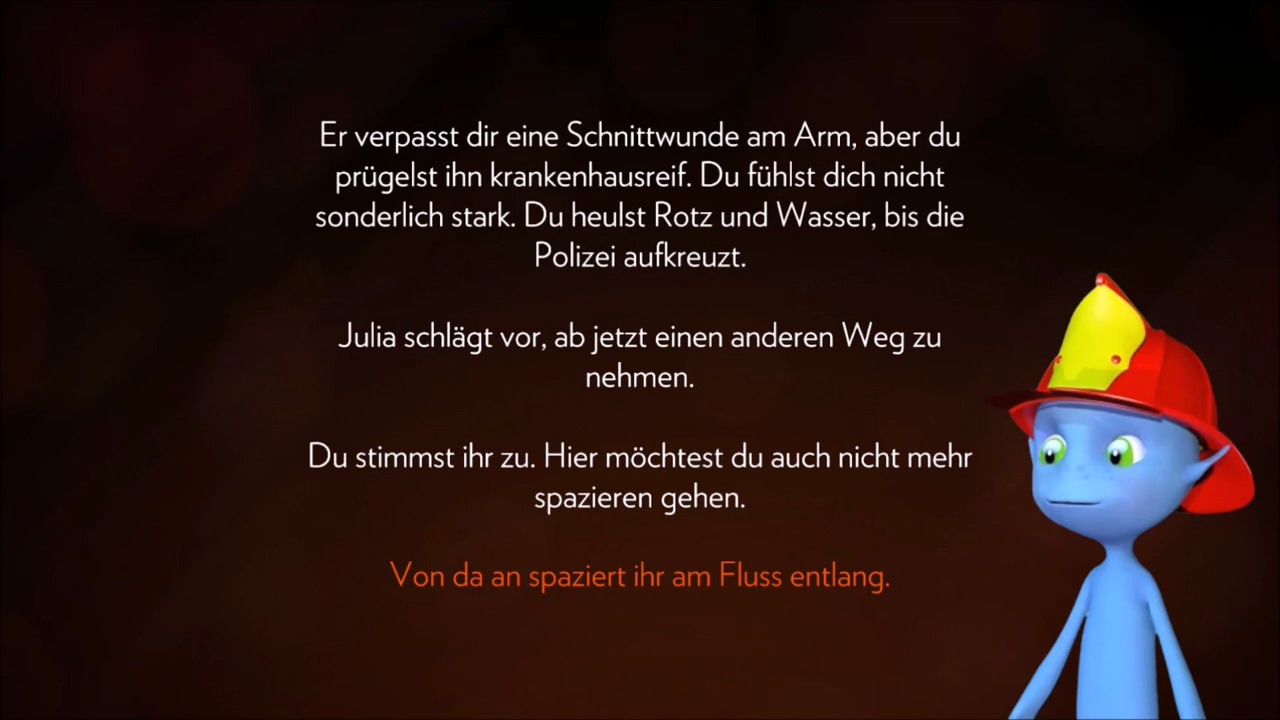 Er verpasst dir eine Schnittwunde am Arm, aber du
prügelst ihn krankenhausreif. Du fühlst dich nicht
sonderlich stark. Du heulst Rotz und Wasser, bis die
Polizei aufkreuzt.
Julia schlägt vor, ab jetzt einen anderen Weg zu
nehmen.
Du stimmst ihr zu. Hier möchtest du auch nicht mehr
spazieren gehen.
Von da an spaziert ihr am Fluss entlang.